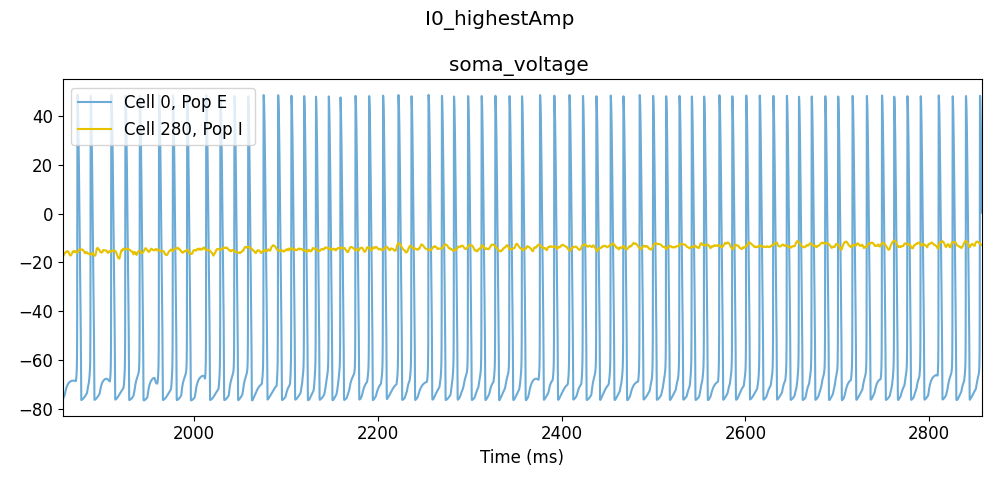 I0_highestAmp
soma_voltage
Cell 0, Pop E
Cell 280, Pop I
40
20
0
−20
−40
−60
−80
2000
2200
2400
2600
2800
Time (ms)